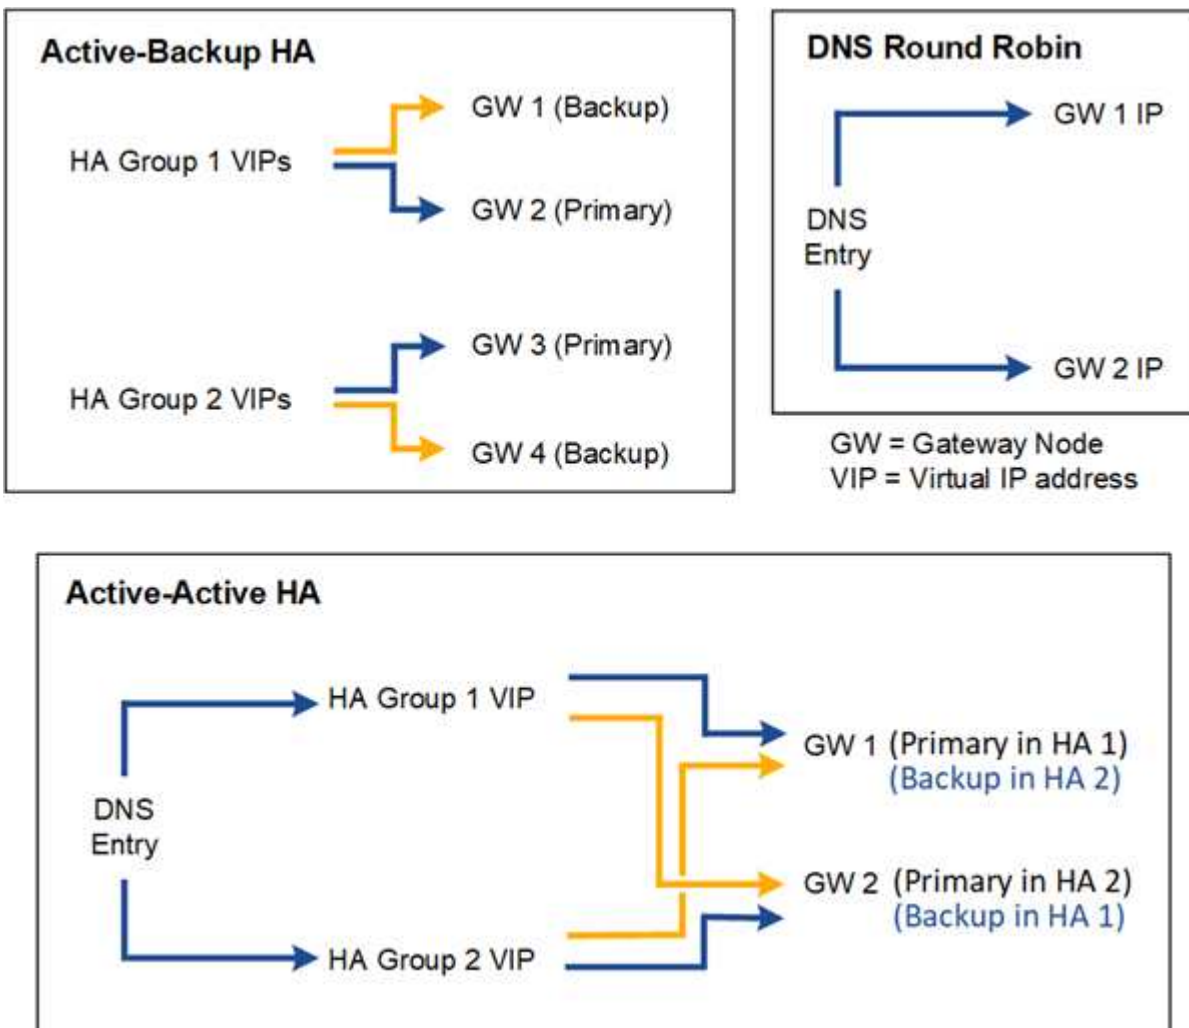 Active-Backup HA
HA Group 1 VIPs
GW 1 (Backup)
GW 2 (Primary)
HA Group 2 VIPs
GW 3 (Primary)
GW 4 (Backup)
DNS Round Robin
DNS
Entry
GW 1 IP
GW 2 IP
GW = Gateway Node
VIP = Virtual IP address
Active-Active HA
DNS
Entry
HA Group 1 VIP
HA Group 2 VIP
GW 1 (Primary in HA 1)
(Backup in HA 2)
GW 2 (Primary in HA 2)
(Backup in HA 1)